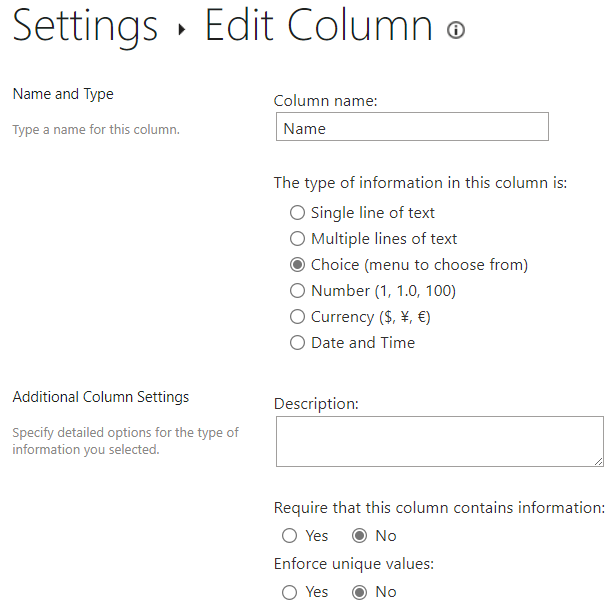 Settings ▸ Edit Column
Name and Type
Type a name for this column.
Column name:
Name
The type of information in this column is:
Single line of text
Multiple lines of text
Choice (menu to choose from)
Number (1, 1.0, 100)
Currency ($, ¥, €)
Date and Time
Additional Column Settings
Specify detailed options for the type of
information you selected.
Description:
Require that this column contains information:
Yes No
Enforce unique values:
Yes No